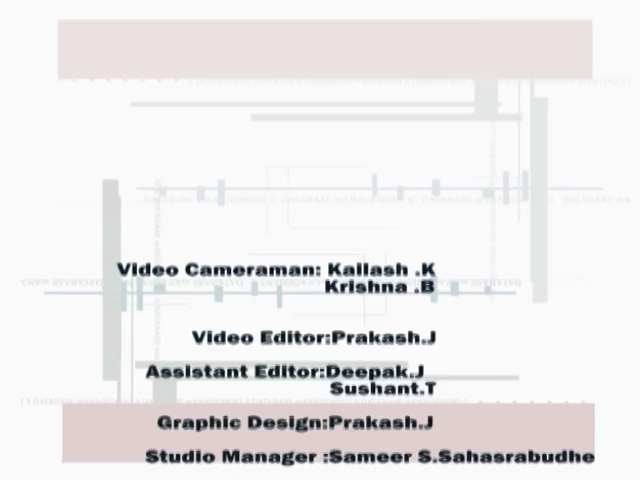 Video Cameraman: Kailash .K
Krishna .B
Video Editor:Prakash.J
Assistant Editor:Deepak.J
Sushant.T
Graphic Design:Prakash.J
Studio Manager :Sameer S.Sahasrabudhe